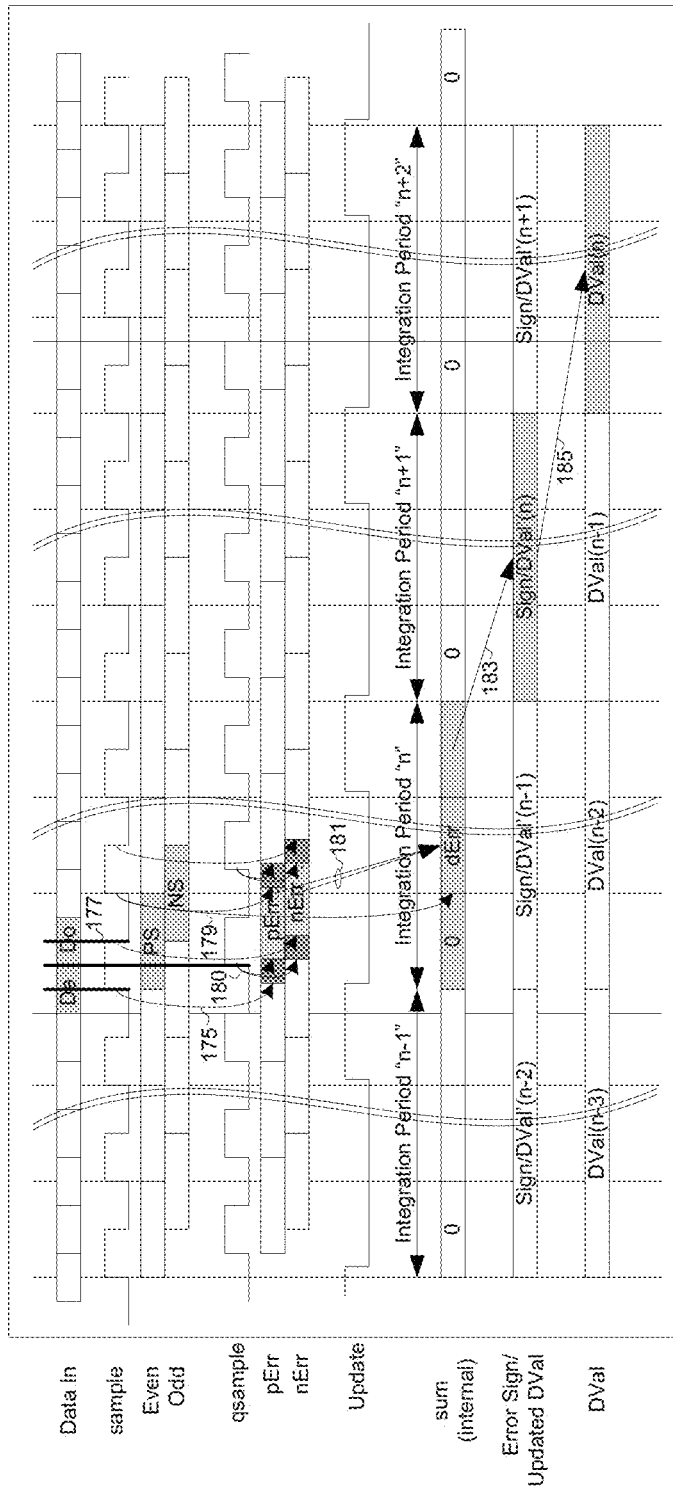 Data In
De
Do
177
sample
Even
PS
Odd
NS
179
180
175
qsample
pErr
pErr
nErr
nErr
181
Update
Integration Period "n-1"
Integration Period "n"
Integration Period "n+1"
Integration Period "n+2"
sum
(internal)
0
0
dErr
0
0
0
183
Error Sign/
Updated DVal
Sign/DVal'(n-2)
Sign/DVal'(n-1)
Sign/DVal'(n)
Sign/DVal'(n+1)
185
DVal
DVal(n-3)
DVal(n-2)
DVal(n-1)
DVal(n)